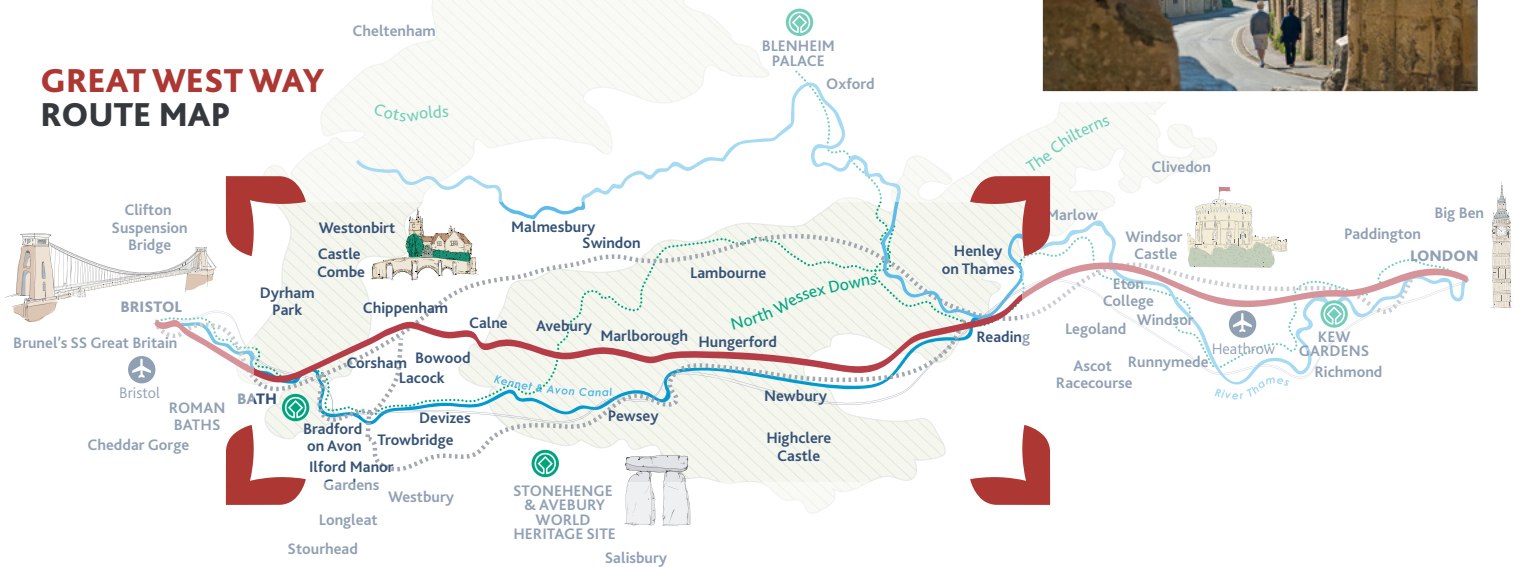 GREAT WEST WAY
ROUTE MAP
Cheltenham
Cotswolds
BLENHEIM
PALACE
Oxford
The Chilterns
Clivedon
Clifton
Suspension
Bridge
Westonbirt
Castle
Combe
Malmesbury
Swindon
Marlow
Windsor
Castle
Paddington
Big Ben
LONDON
Henley
on Thames
Lambourne
North Wessex Downs
Dyrham
Park
Chippenham
BRISTOL
Brunel's SS Great Britain
Bristol
Calne
Avebury
Marlborough
Hungerford
Reading
Eton
College
Windsor
Legoland
Heathrow
KEW
GARDENS
Richmond
Runnymede
Ascot
Racecourse
River Thames
Corsham
Bowood
Lacock
Kennet & Avon Canal
BATH
ROMAN
BATHS
Cheddar Gorge
Bradford
on Avon
Devizes
Trowbridge
Pewsey
Newbury
Highclere
Castle
Ilford Manor
Gardens
Westbury
Longleat
Stourhead
STONEHENGE
& AVEBURY
WORLD
HERITAGE SITE
Salisbury